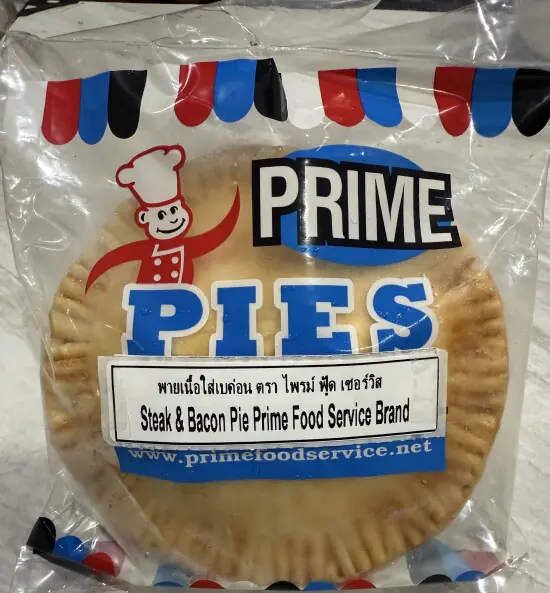 PRIME
PIES
พายเนื้อใส่เบค่อน ตรา ไพรม์ ฟู้ด เซอร์วิส
Steak & Bacon Pie Prime Food Service Brand
www.primefoodservice.net